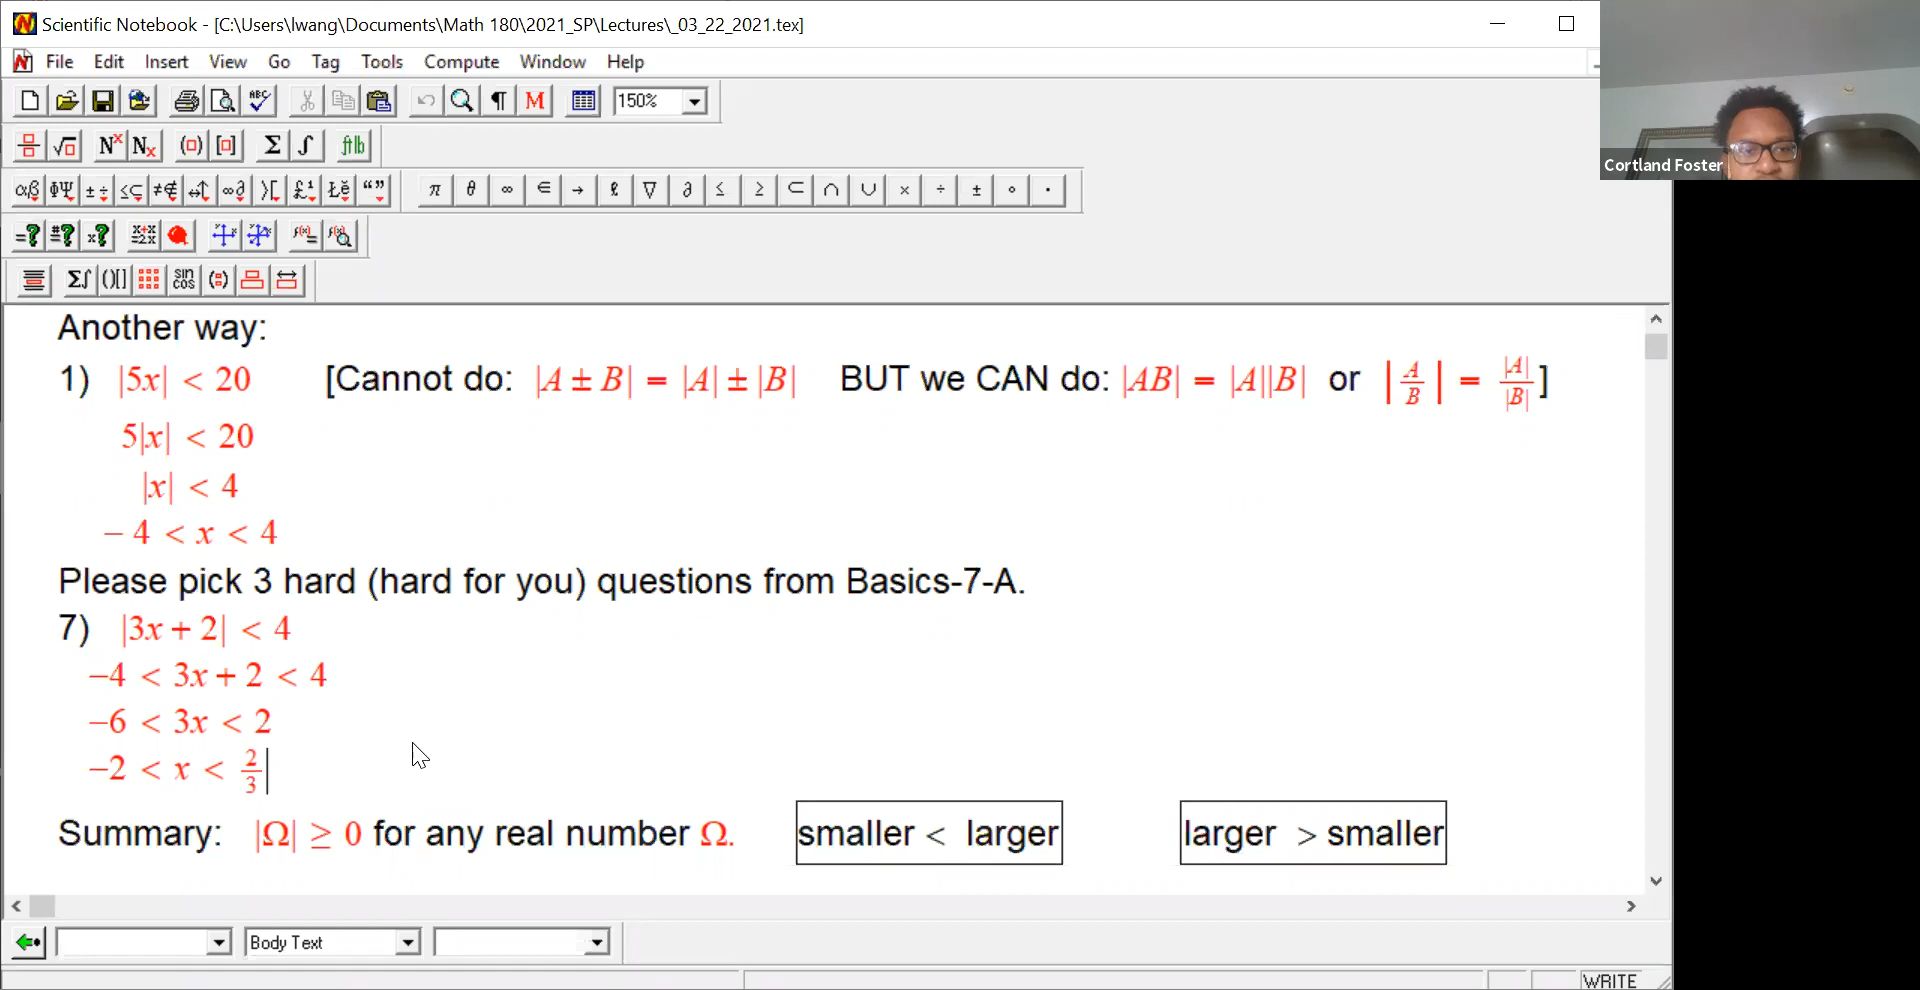 Scientific Notebook - [C:\Users\lwang\Documents\Math 180\2021_SP\Lectures\_03_22_2021.tex]
File Edit Insert View Go Tag Tools Compute Window Help
150%
Cortland Foster
Another way:
1) |5x| < 20 [Cannot do: |A ± B| = |A| ± |B| BUT we CAN do: |AB| = |A||B| or |A/B| = |A|/|B| ]
5|x| < 20
|x| < 4
− 4 < x < 4
Please pick 3 hard (hard for you) questions from Basics-7-A.
7) |3x + 2| < 4
−4 < 3x + 2 < 4
−6 < 3x < 2
−2 < x < 2/3
Summary: |Ω| ≥ 0 for any real number Ω. smaller < larger larger > smaller
Body Text
WRITE